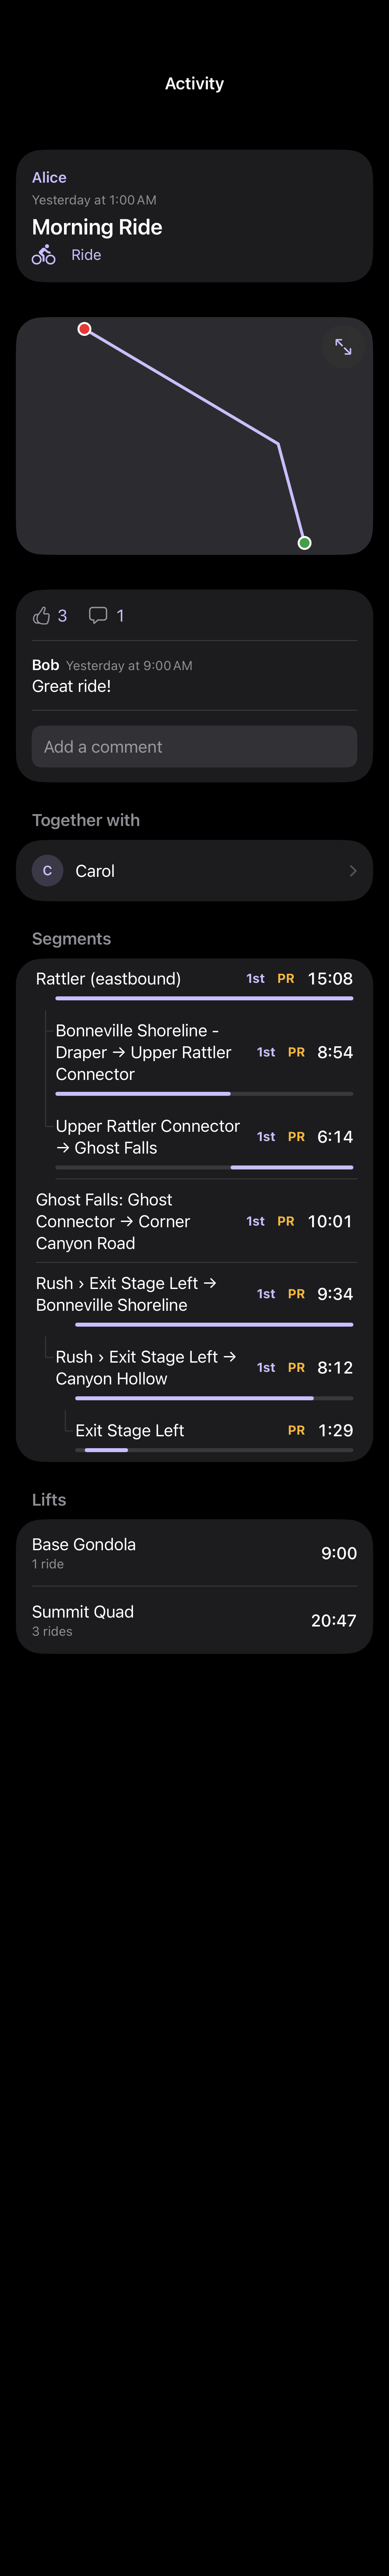 Activity
Alice
Yesterday at 1:00 AM
Morning Ride
Ride
3 1
Bob Yesterday at 9:00 AM
Great ride!
Add a comment
Together with
C Carol
Segments
Rattler (eastbound) 1st PR 15:08
Bonneville Shoreline -
Draper → Upper Rattler 1st PR 8:54
Connector
Upper Rattler Connector
→ Ghost Falls 1st PR 6:14
Ghost Falls: Ghost
Connector → Corner 1st PR 10:01
Canyon Road
Rush › Exit Stage Left →
Bonneville Shoreline 1st PR 9:34
Rush › Exit Stage Left →
Canyon Hollow 1st PR 8:12
Exit Stage Left PR 1:29
Lifts
Base Gondola 9:00
1 ride
Summit Quad 20:47
3 rides